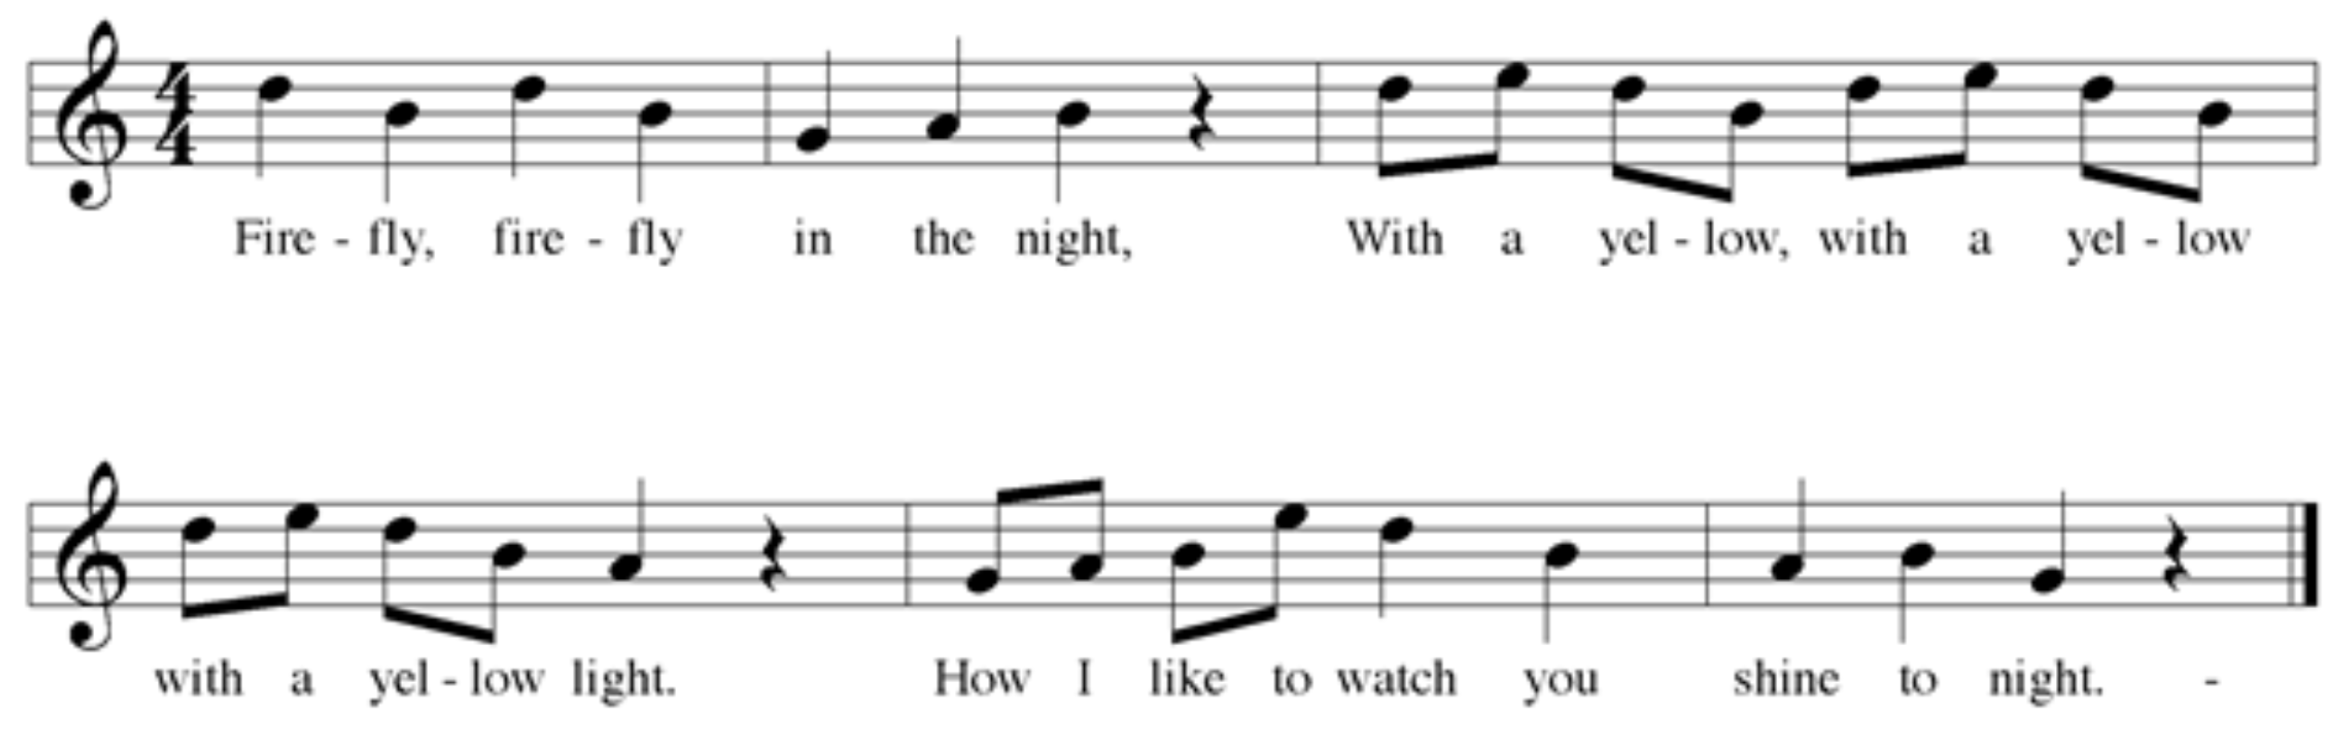 4
4
Fire - fly, fire - fly in the night, With a yel - low, with a yel - low
with a yel - low light. How I like to watch you shine to night. -